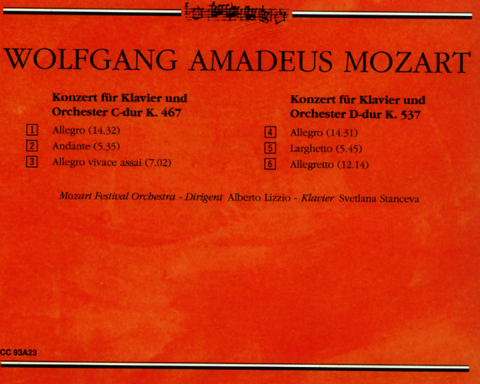 WOLFGANG AMADEUS MOZART
Konzert für Klavier und
Orchester C-dur K. 467
1 Allegro (14.32)
2 Andante (5.35)
3 Allegro vivace assai (7.02)
Konzert für Klavier und
Orchester D-dur K. 537
4 Allegro (14.31)
5 Larghetto (5.45)
6 Allegretto (12.14)
Mozart Festival Orchestra - Dirigent Alberto Lizzio - Klavier Svetlana Stanceva
CC 93A23